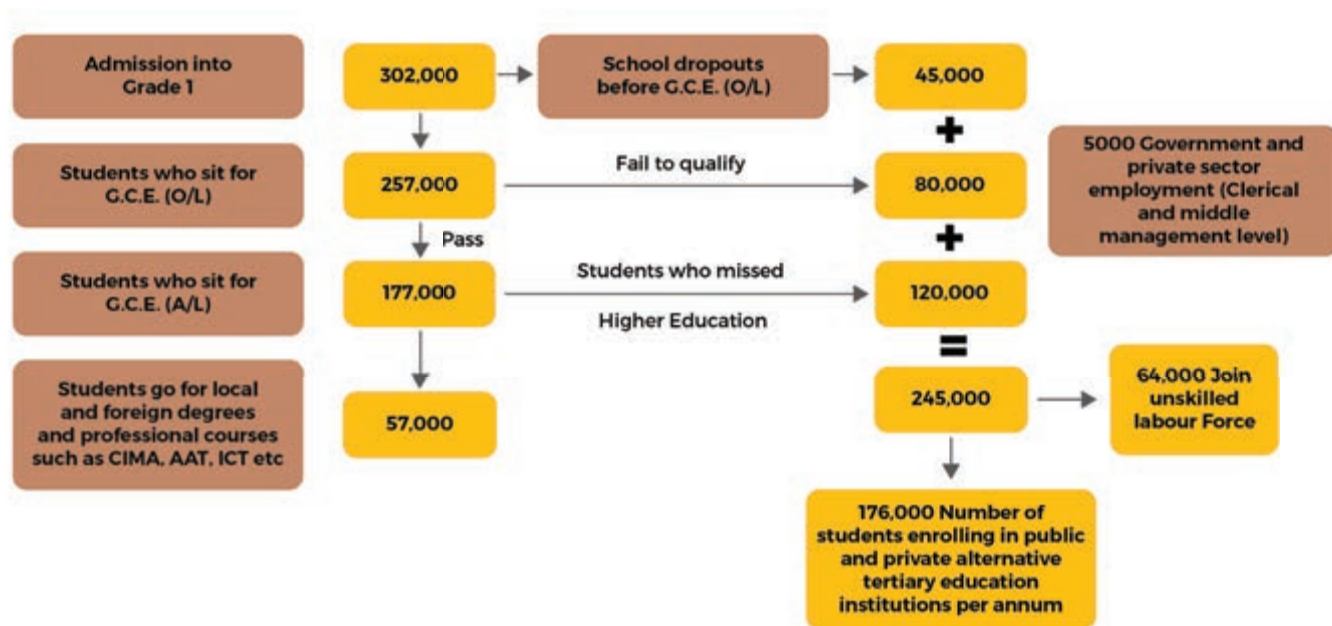 Admission into
Grade 1
302,000
School dropouts
before G.C.E. (O/L)
45,000
+
Students who sit for
G.C.E. (O/L)
257,000
Fail to qualify
80,000
5000 Government and
private sector
employment (Clerical
and middle
management level)
Pass
+
Students who sit for
G.C.E. (A/L)
177,000
Students who missed
Higher Education
120,000
=
Students go for local
and foreign degrees
and professional courses
such as CIMA, AAT, ICT etc
57,000
245,000
64,000 Join
unskilled
labour Force
176,000 Number of
students enrolling in public
and private alternative
tertiary education
institutions per annum